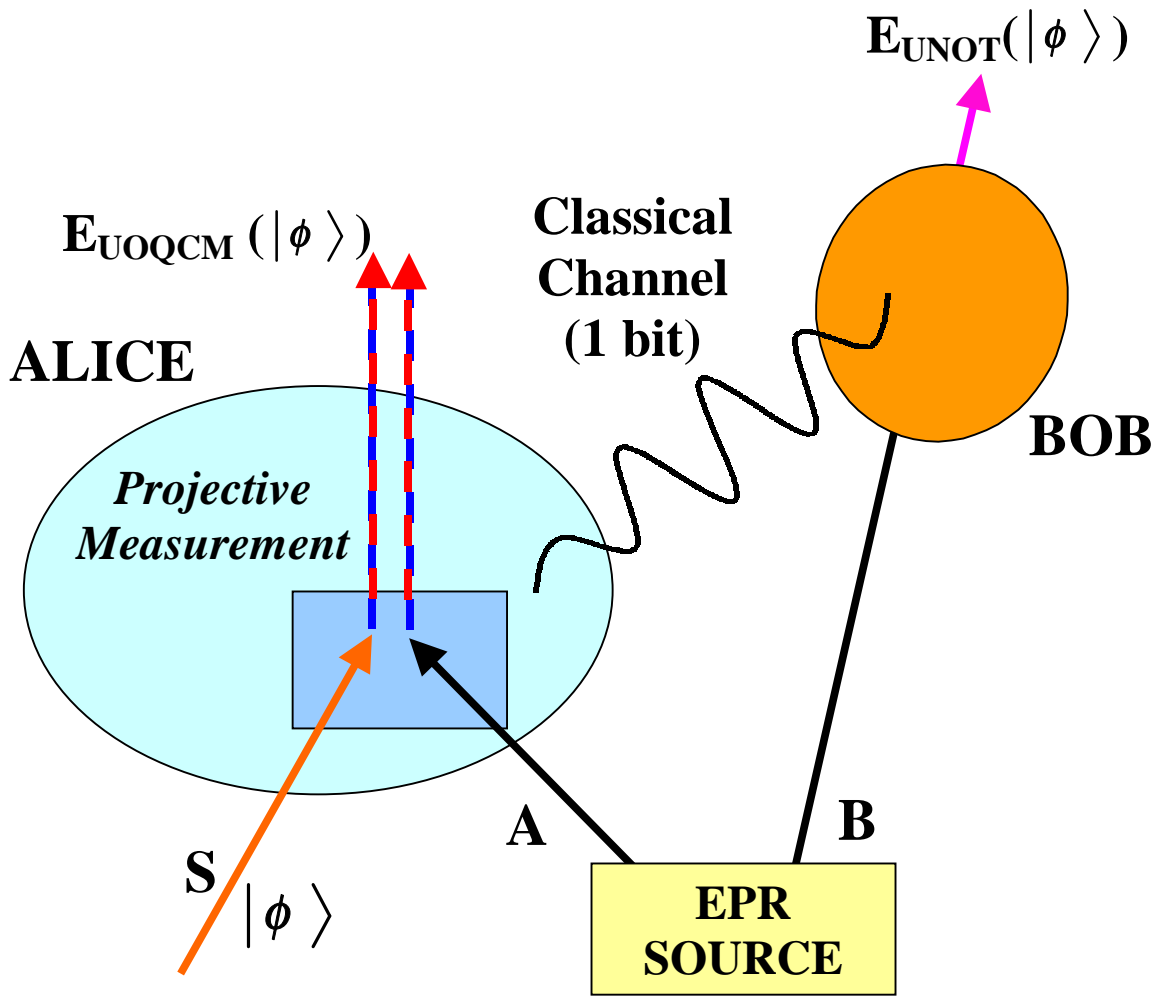 E_UNOT(|ϕ⟩)
E_UOQCM (|ϕ⟩)
Classical
Channel
(1 bit)
ALICE
BOB
Projective
Measurement
A
B
S
|ϕ⟩
EPR
SOURCE